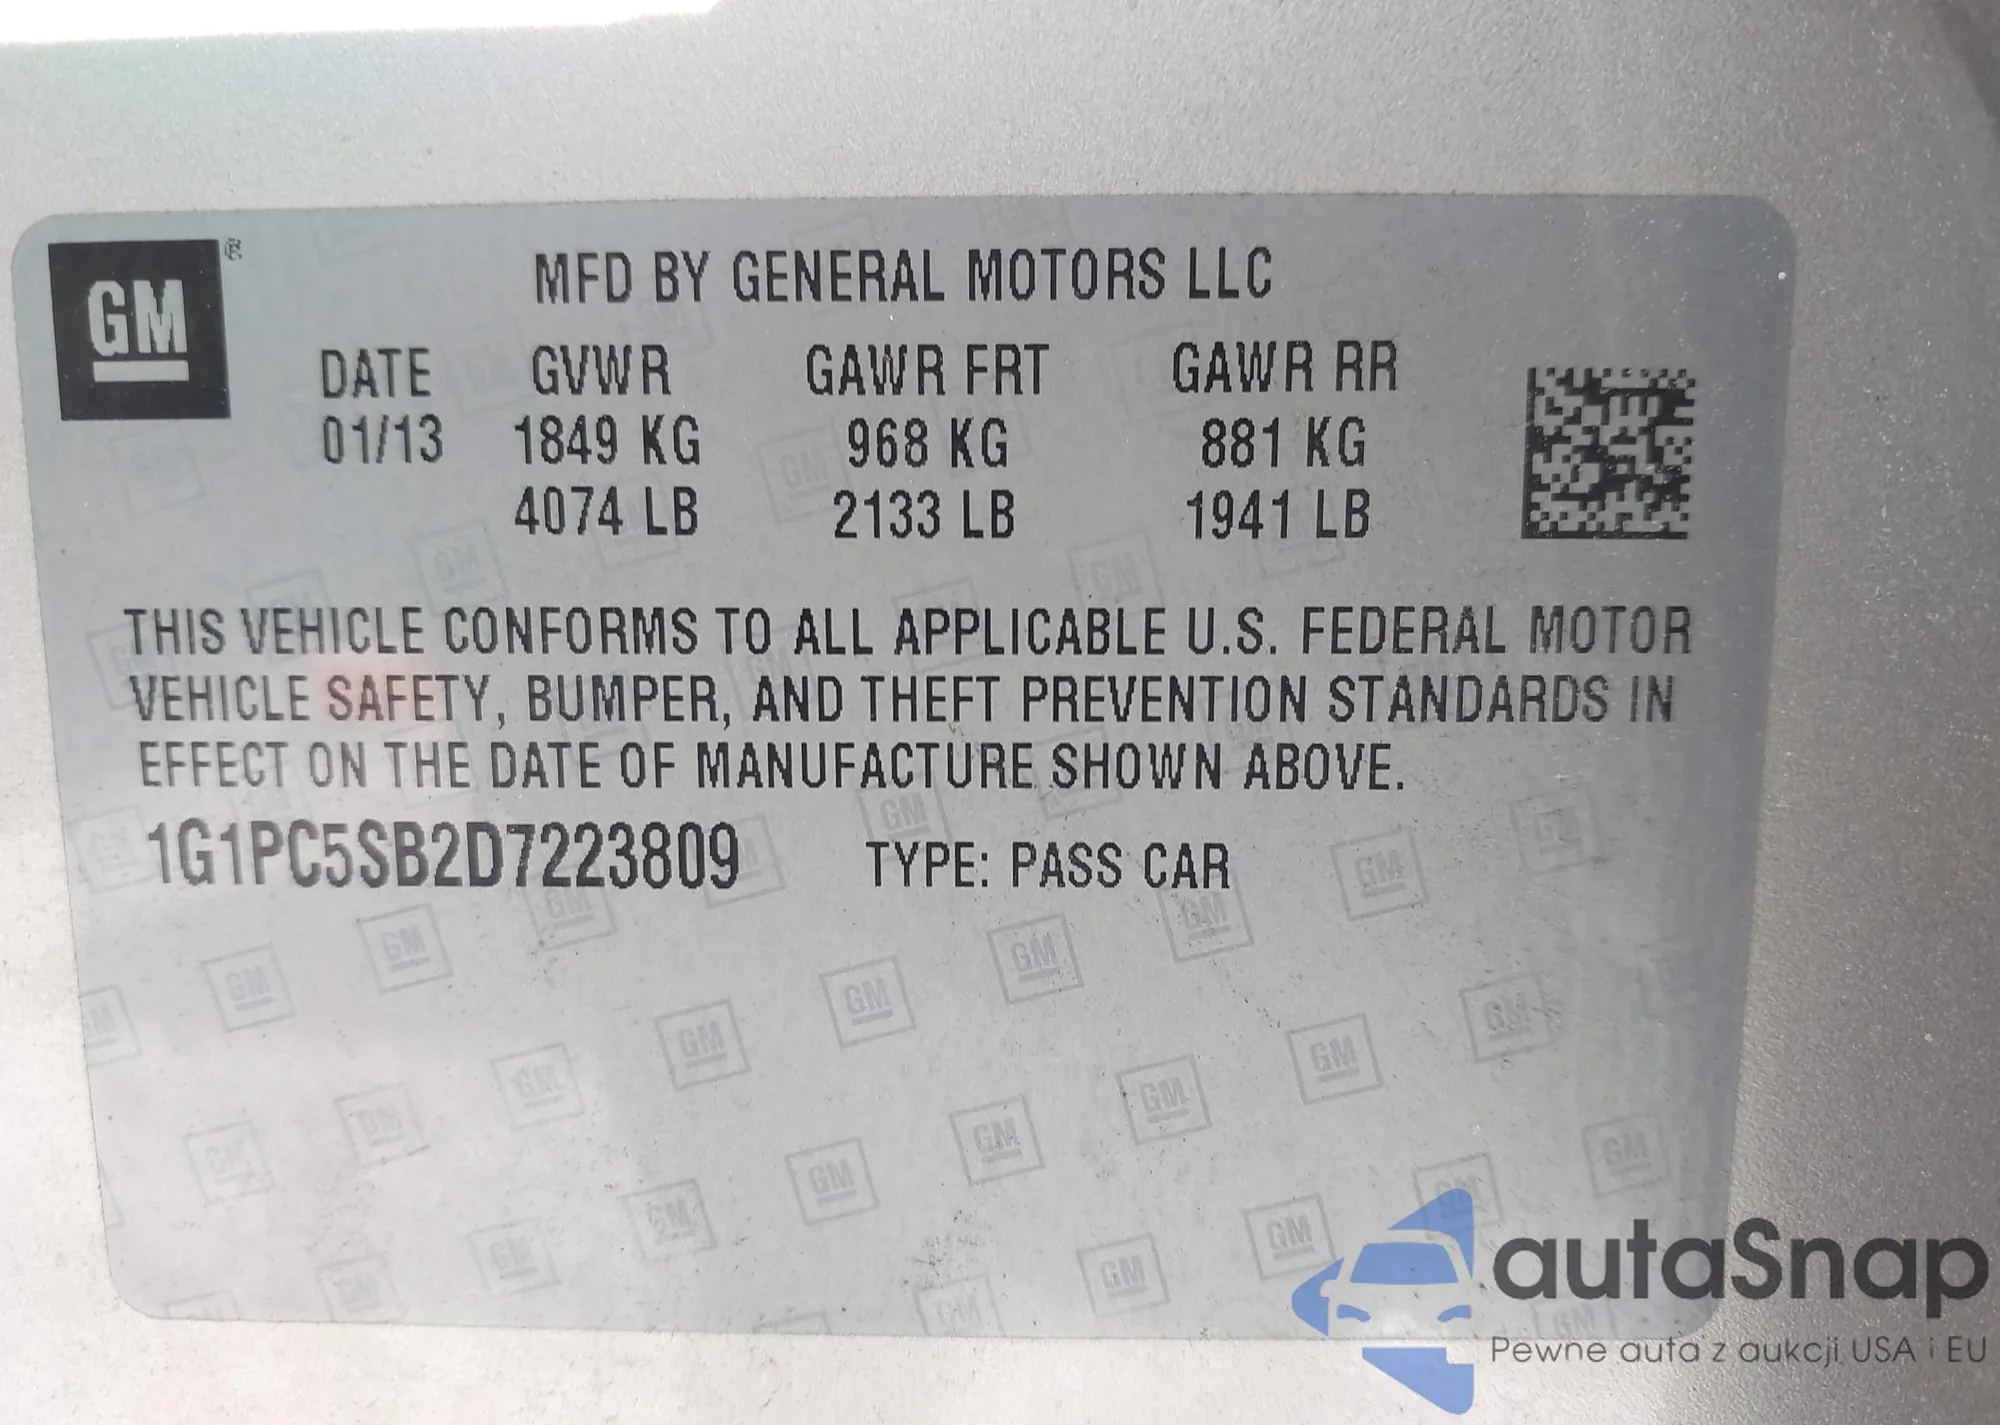 GM ®
MFD BY GENERAL MOTORS LLC
DATE GVWR GAWR FRT GAWR RR
01/13 1849 KG 968 KG 881 KG
4074 LB 2133 LB 1941 LB
THIS VEHICLE CONFORMS TO ALL APPLICABLE U.S. FEDERAL MOTOR
VEHICLE SAFETY, BUMPER, AND THEFT PREVENTION STANDARDS IN
EFFECT ON THE DATE OF MANUFACTURE SHOWN ABOVE.
1G1PC5SB2D7223809 TYPE: PASS CAR
autaSnap
Pewne auta z aukcji USA i EU